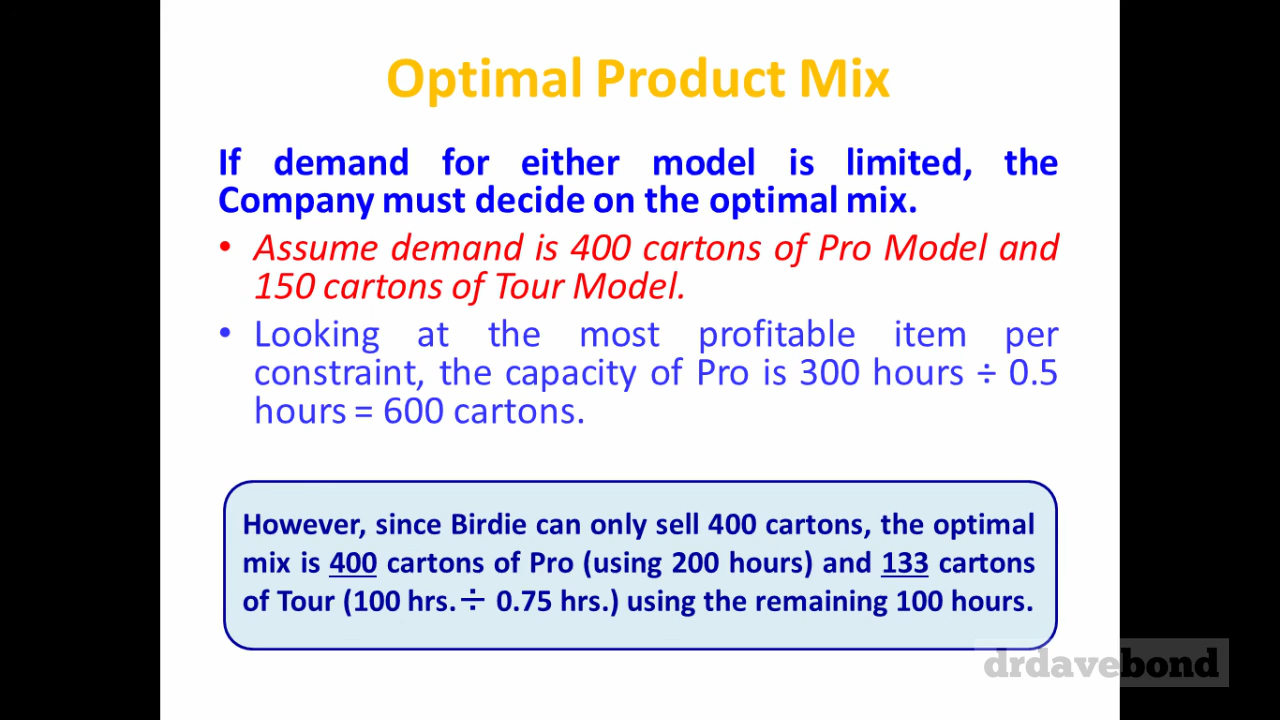 Optimal Product Mix
If demand for either model is limited, the
Company must decide on the optimal mix.
• Assume demand is 400 cartons of Pro Model and
150 cartons of Tour Model.
• Looking at the most profitable item per
constraint, the capacity of Pro is 300 hours ÷ 0.5
hours = 600 cartons.
However, since Birdie can only sell 400 cartons, the optimal
mix is 400 cartons of Pro (using 200 hours) and 133 cartons
of Tour (100 hrs. ÷ 0.75 hrs.) using the remaining 100 hours.
drdavebond